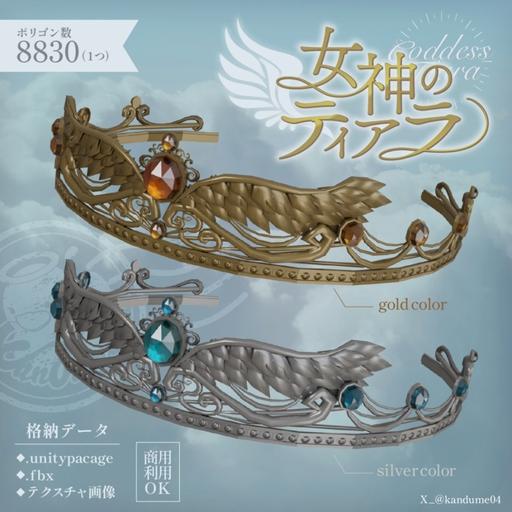 ポリゴン数
8830(1つ)
Goddess
女神の
ティアラ
gold color
silver color
格納データ
◆.unitypacage
◆.fbx
◆テクスチャ画像
商用
利用
OK
X_@kandume04